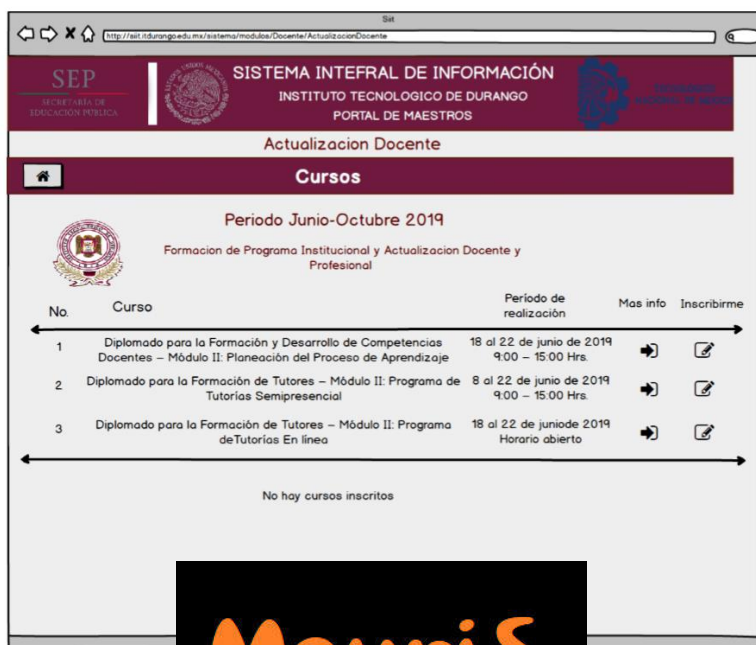 Siit
http://siit.itdurango.edu.mx/sistema/modulos/Docente/ActualizacionDocente
SEP
SECRETARÍA DE
EDUCACIÓN PÚBLICA
SISTEMA INTEFRAL DE INFORMACIÓN
INSTITUTO TECNOLOGICO DE DURANGO
PORTAL DE MAESTROS
Actualizacion Docente
Cursos
Periodo Junio-Octubre 2019
Formacion de Programa Institucional y Actualizacion Docente y
Profesional
No. Curso Período de realización Mas info Inscribirme
1 Diplomado para la Formación y Desarrollo de Competencias 18 al 22 de junio de 2019
Docentes – Módulo II: Planeación del Proceso de Aprendizaje 9:00 – 15:00 Hrs.
2 Diplomado para la Formación de Tutores – Módulo II: Programa de 8 al 22 de junio de 2019
Tutorías Semipresencial 9:00 – 15:00 Hrs.
3 Diplomado para la Formación de Tutores – Módulo II: Programa 18 al 22 de juniode 2019
deTutorías En línea Horario abierto
No hay cursos inscritos